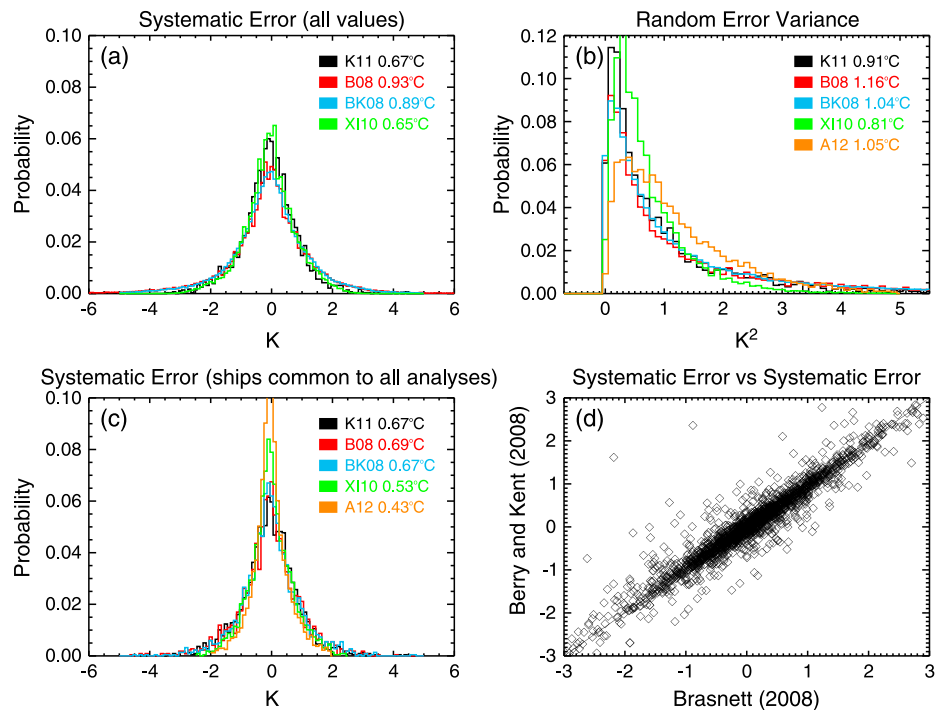 Systematic Error (all values)
(a)
K11 0.67°C
B08 0.93°C
BK08 0.89°C
XI10 0.65°C
Probability
0.10
0.08
0.06
0.04
0.02
0.00
-6 -4 -2 0 2 4 6
K
Random Error Variance
(b)
K11 0.91°C
B08 1.16°C
BK08 1.04°C
XI10 0.81°C
A12 1.05°C
Probability
0.12
0.10
0.08
0.06
0.04
0.02
0.00
0 1 2 3 4 5
K²
Systematic Error (ships common to all analyses)
(c)
K11 0.67°C
B08 0.69°C
BK08 0.67°C
XI10 0.53°C
A12 0.43°C
Probability
0.10
0.08
0.06
0.04
0.02
0.00
-6 -4 -2 0 2 4 6
K
Systematic Error vs Systematic Error
(d)
Berry and Kent (2008)
3
2
1
0
-1
-2
-3
-3 -2 -1 0 1 2 3
Brasnett (2008)